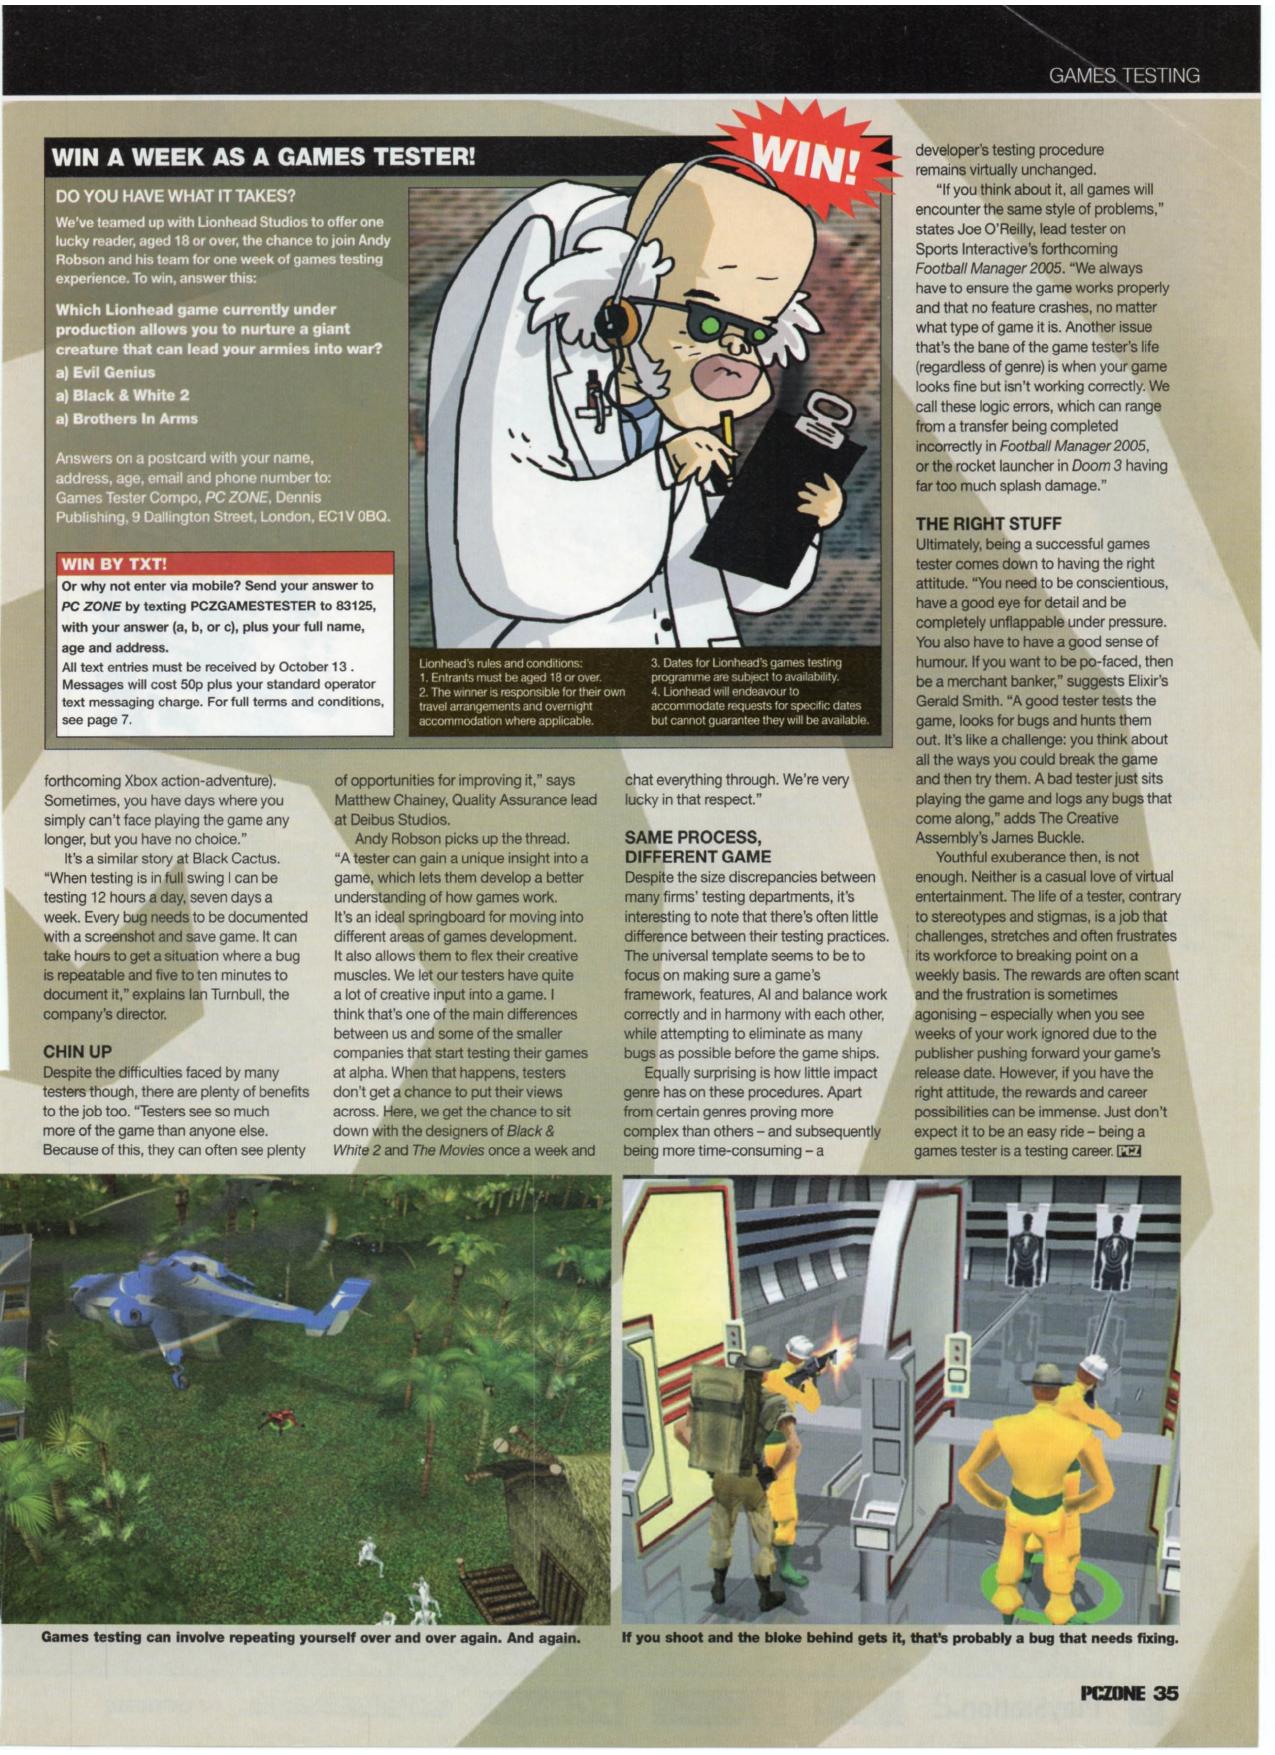 GAMES TESTING
WIN A WEEK AS A GAMES TESTER!
WIN!
DO YOU HAVE WHAT IT TAKES?
We've teamed up with Lionhead Studios to offer one
lucky reader, aged 18 or over, the chance to join Andy
Robson and his team for one week of games testing
experience. To win, answer this:
Which Lionhead game currently under
production allows you to nurture a giant
creature that can lead your armies into war?
a) Evil Genius
a) Black & White 2
a) Brothers In Arms
Answers on a postcard with your name,
address, age, email and phone number to:
Games Tester Compo, PC ZONE, Dennis
Publishing, 9 Dallington Street, London, EC1V 0BQ.
WIN BY TXT!
Or why not enter via mobile? Send your answer to
PC ZONE by texting PCZGAMESTESTER to 83125,
with your answer (a, b, or c), plus your full name,
age and address.
All text entries must be received by October 13 .
Messages will cost 50p plus your standard operator
text messaging charge. For full terms and conditions,
see page 7.
Lionhead's rules and conditions:
1. Entrants must be aged 18 or over.
2. The winner is responsible for their own
travel arrangements and overnight
accommodation where applicable.
3. Dates for Lionhead's games testing
programme are subject to availability.
4. Lionhead will endeavour to
accommodate requests for specific dates
but cannot guarantee they will be available.
forthcoming Xbox action-adventure).
Sometimes, you have days where you
simply can't face playing the game any
longer, but you have no choice."
It's a similar story at Black Cactus.
"When testing is in full swing I can be
testing 12 hours a day, seven days a
week. Every bug needs to be documented
with a screenshot and save game. It can
take hours to get a situation where a bug
is repeatable and five to ten minutes to
document it," explains Ian Turnbull, the
company's director.
CHIN UP
Despite the difficulties faced by many
testers though, there are plenty of benefits
to the job too. "Testers see so much
more of the game than anyone else.
Because of this, they can often see plenty
of opportunities for improving it," says
Matthew Chainey, Quality Assurance lead
at Deibus Studios.
Andy Robson picks up the thread.
"A tester can gain a unique insight into a
game, which lets them develop a better
understanding of how games work.
It's an ideal springboard for moving into
different areas of games development.
It also allows them to flex their creative
muscles. We let our testers have quite
a lot of creative input into a game. I
think that's one of the main differences
between us and some of the smaller
companies that start testing their games
at alpha. When that happens, testers
don't get a chance to put their views
across. Here, we get the chance to sit
down with the designers of Black &
White 2 and The Movies once a week and
chat everything through. We're very
lucky in that respect."
SAME PROCESS,
DIFFERENT GAME
Despite the size discrepancies between
many firms' testing departments, it's
interesting to note that there's often little
difference between their testing practices.
The universal template seems to be to
focus on making sure a game's
framework, features, AI and balance work
correctly and in harmony with each other,
while attempting to eliminate as many
bugs as possible before the game ships.
Equally surprising is how little impact
genre has on these procedures. Apart
from certain genres proving more
complex than others – and subsequently
being more time-consuming – a
developer's testing procedure
remains virtually unchanged.
"If you think about it, all games will
encounter the same style of problems,"
states Joe O'Reilly, lead tester on
Sports Interactive's forthcoming
Football Manager 2005. "We always
have to ensure the game works properly
and that no feature crashes, no matter
what type of game it is. Another issue
that's the bane of the game tester's life
(regardless of genre) is when your game
looks fine but isn't working correctly. We
call these logic errors, which can range
from a transfer being completed
incorrectly in Football Manager 2005,
or the rocket launcher in Doom 3 having
far too much splash damage."
THE RIGHT STUFF
Ultimately, being a successful games
tester comes down to having the right
attitude. "You need to be conscientious,
have a good eye for detail and be
completely unflappable under pressure.
You also have to have a good sense of
humour. If you want to be po-faced, then
be a merchant banker," suggests Elixir's
Gerald Smith. "A good tester tests the
game, looks for bugs and hunts them
out. It's like a challenge: you think about
all the ways you could break the game
and then try them. A bad tester just sits
playing the game and logs any bugs that
come along," adds The Creative
Assembly's James Buckle.
Youthful exuberance then, is not
enough. Neither is a casual love of virtual
entertainment. The life of a tester, contrary
to stereotypes and stigmas, is a job that
challenges, stretches and often frustrates
its workforce to breaking point on a
weekly basis. The rewards are often scant
and the frustration is sometimes
agonising – especially when you see
weeks of your work ignored due to the
publisher pushing forward your game's
release date. However, if you have the
right attitude, the rewards and career
possibilities can be immense. Just don't
expect it to be an easy ride – being a
games tester is a testing career. PCZ
Games testing can involve repeating yourself over and over again. And again.
If you shoot and the bloke behind gets it, that's probably a bug that needs fixing.
PCZONE 35